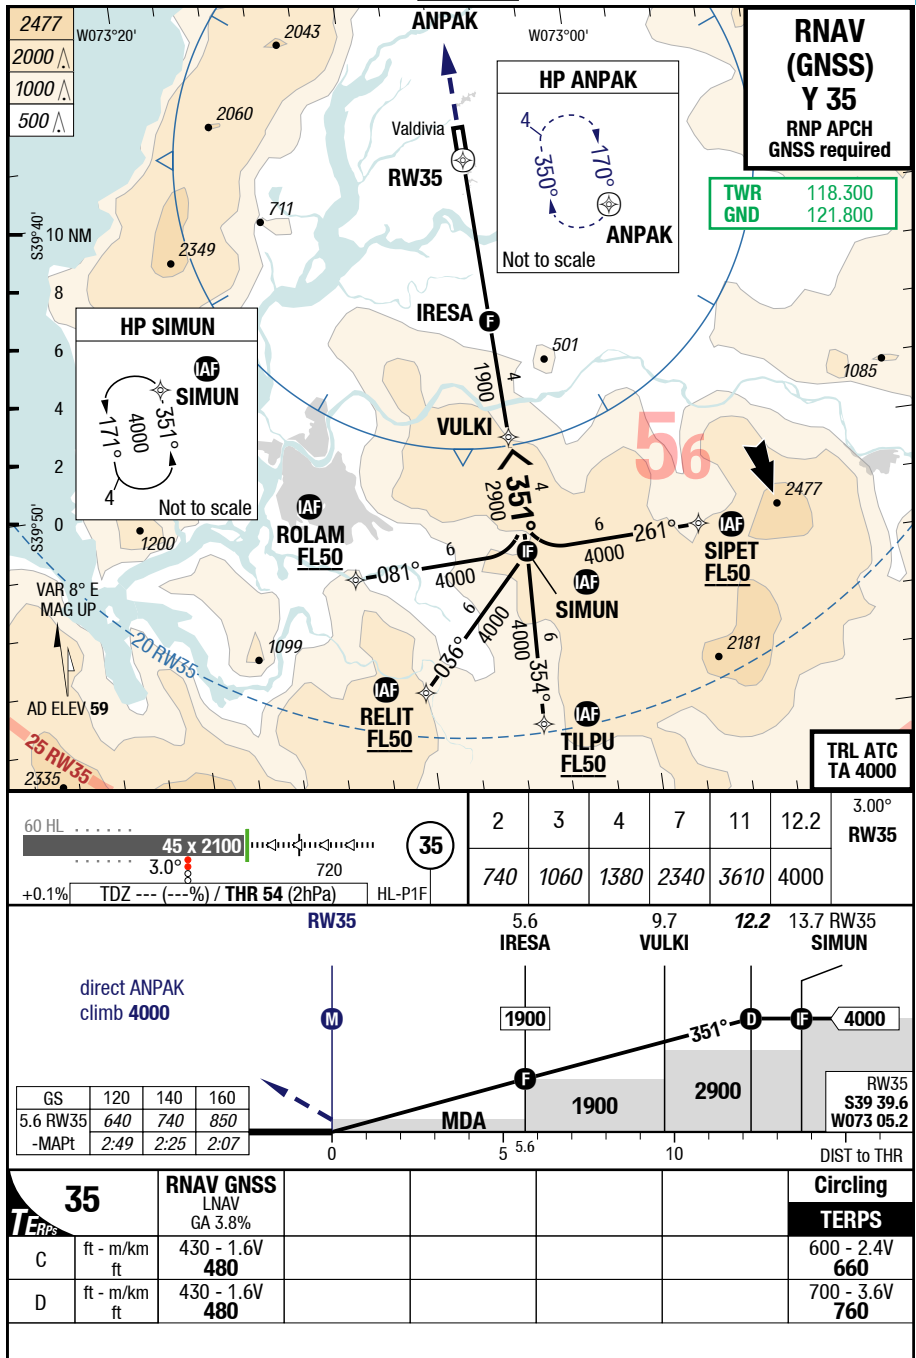 ANPAK
2477
2000
1000
500
W073°20'
2043
W073°00'
RNAV
(GNSS)
Y 35
RNP APCH
GNSS required
2060
Valdivia
RW35
HP ANPAK
4
350°
170°
ANPAK
Not to scale
TWR 118.300
GND 121.800
711
S39°40'
10 NM
2349
8
IRESA
F
HP SIMUN
IAF
SIMUN
171°
4000
351°
4
Not to scale
6
501
1085
4
1900
4
VULKI
56
2
4
2900
351°
2477
IAF
ROLAM
FL50
S39°50'
0
1200
6
4000
261°
IAF
SIPET
FL50
081°
6
4000
IF
IAF
SIMUN
VAR 8° E
MAG UP
20 RW35
1099
036°
6
4000
4000
6
354°
2181
AD ELEV 59
IAF
RELIT
FL50
IAF
TILPU
FL50
25 RW35
2335
TRL ATC
TA 4000
60 HL
45 x 2100
3.0°
720
35
+0.1%
TDZ --- (---%) / THR 54 (2hPa)
HL-P1F
2 3 4 7 11 12.2
740 1060 1380 2340 3610 4000
3.00°
RW35
RW35
5.6
IRESA
9.7
VULKI
12.2
13.7 RW35
SIMUN
direct ANPAK
climb 4000
M
1900
351°
D
IF
4000
F
MDA
1900
2900
RW35
S39 39.6
W073 05.2
GS 120 140 160
5.6 RW35 640 740 850
-MAPt 2:49 2:25 2:07
0 5 5.6 10 DIST to THR
TERPs
35
RNAV GNSS
LNAV
GA 3.8%
Circling
TERPS
C ft - m/km 430 - 1.6V 600 - 2.4V
ft 480 660
D ft - m/km 430 - 1.6V 700 - 3.6V
ft 480 760